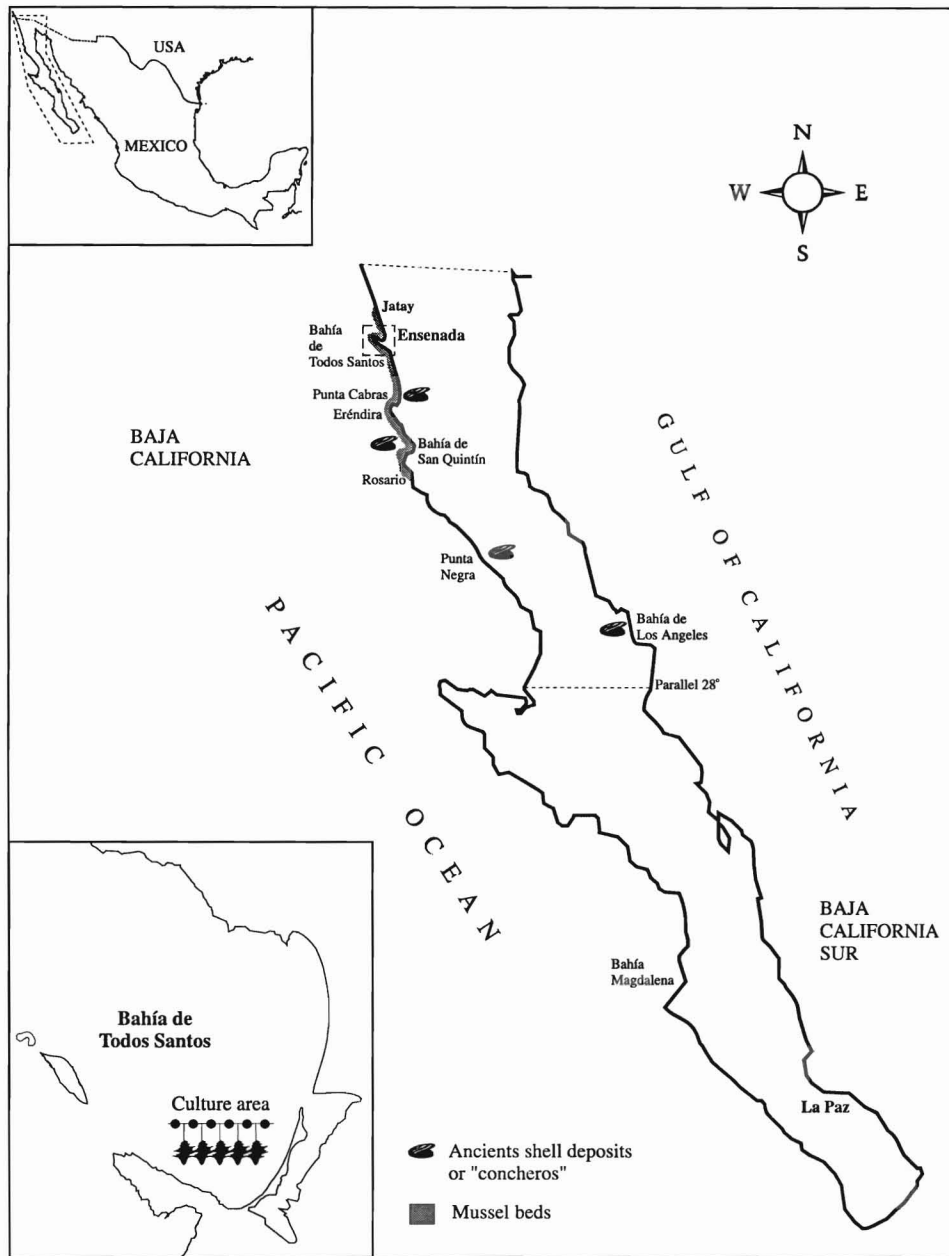 USA
MEXICO
N
W
E
S
Jatay
Bahía
de
Todos Santos
Ensenada
Punta Cabras
Eréndira
BAJA
CALIFORNIA
Bahía de
San Quintín
Rosario
Punta
Negra
GULF OF CALIFORNIA
Bahía de
Los Angeles
Parallel 28°
PACIFIC OCEAN
BAJA
CALIFORNIA
SUR
Bahía
Magdalena
La Paz
Bahía de
Todos Santos
Culture area
Ancients shell deposits
or "concheros"
Mussel beds